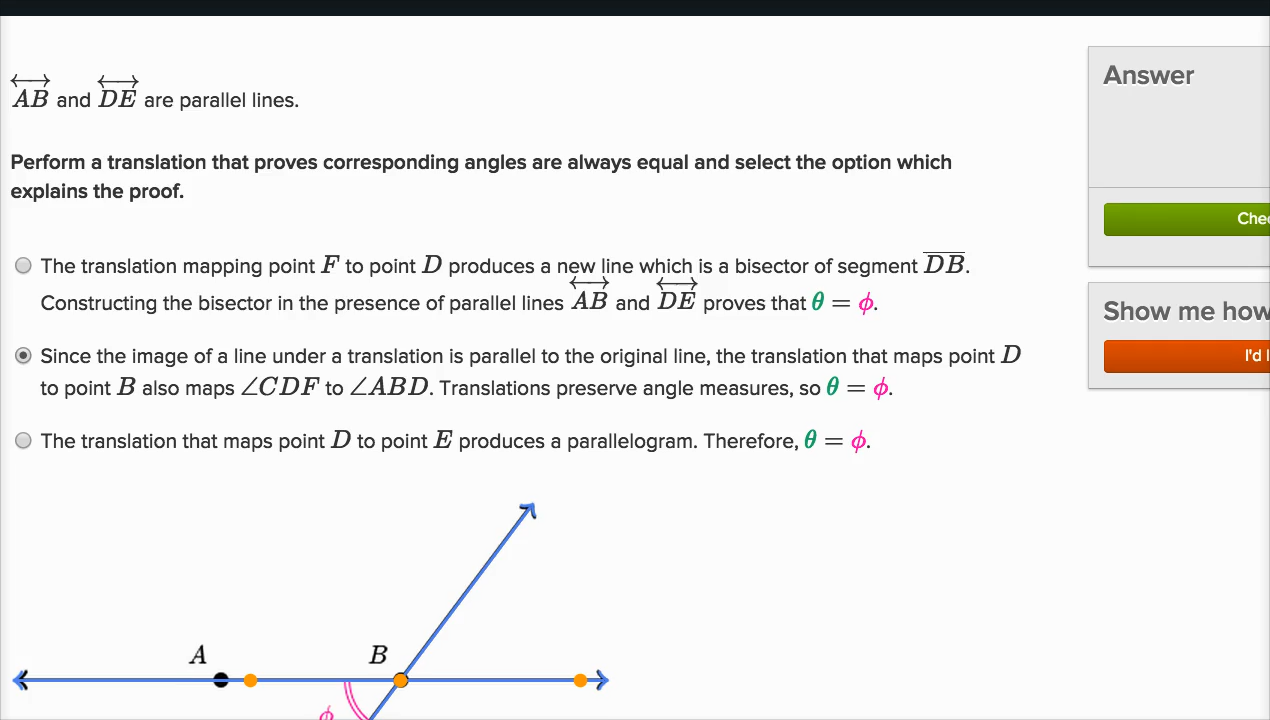 AB and DE are parallel lines.
Answer
Perform a translation that proves corresponding angles are always equal and select the option which
explains the proof.
The translation mapping point F to point D produces a new line which is a bisector of segment DB.
Constructing the bisector in the presence of parallel lines AB and DE proves that θ = ϕ.
Since the image of a line under a translation is parallel to the original line, the translation that maps point D
to point B also maps ∠CDF to ∠ABD. Translations preserve angle measures, so θ = ϕ.
The translation that maps point D to point E produces a parallelogram. Therefore, θ = ϕ.
Chec
Show me how
I'd l
A
B
ϕ